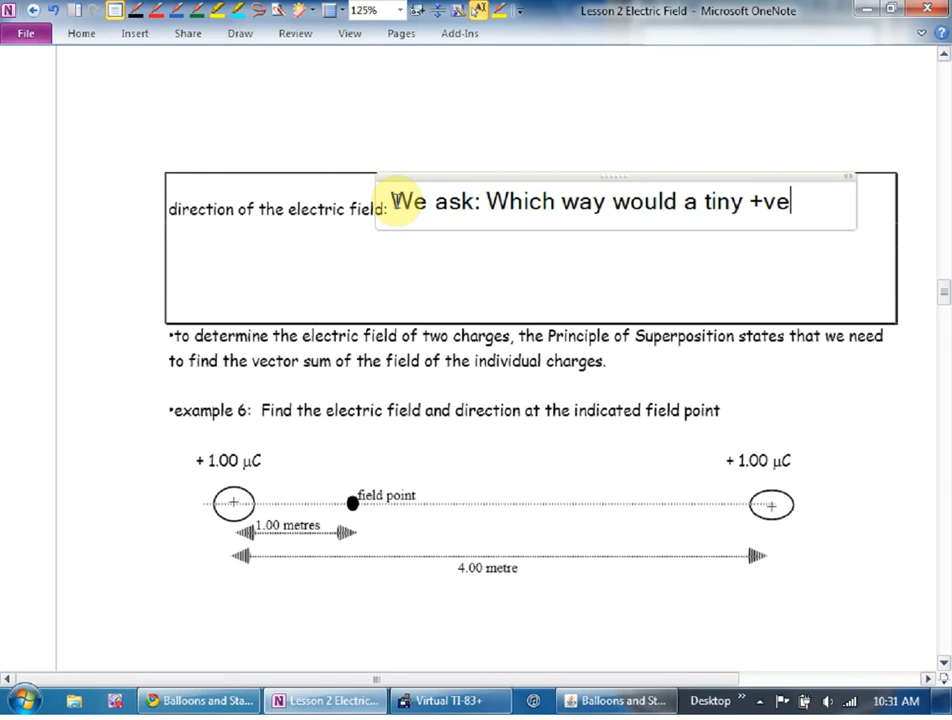 125%
Lesson 2 Electric Field - Microsoft OneNote
File Home Insert Share Draw Review View Pages Add-Ins
direction of the electric field: We ask: Which way would a tiny +ve
•to determine the electric field of two charges, the Principle of Superposition states that we need
to find the vector sum of the field of the individual charges.
•example 6: Find the electric field and direction at the indicated field point
+ 1.00 µC + 1.00 µC
field point
+ +
1.00 metres
4.00 metre
Balloons and Sta... Lesson 2 Electric... Virtual TI-83+ Balloons and St... Desktop 10:31 AM